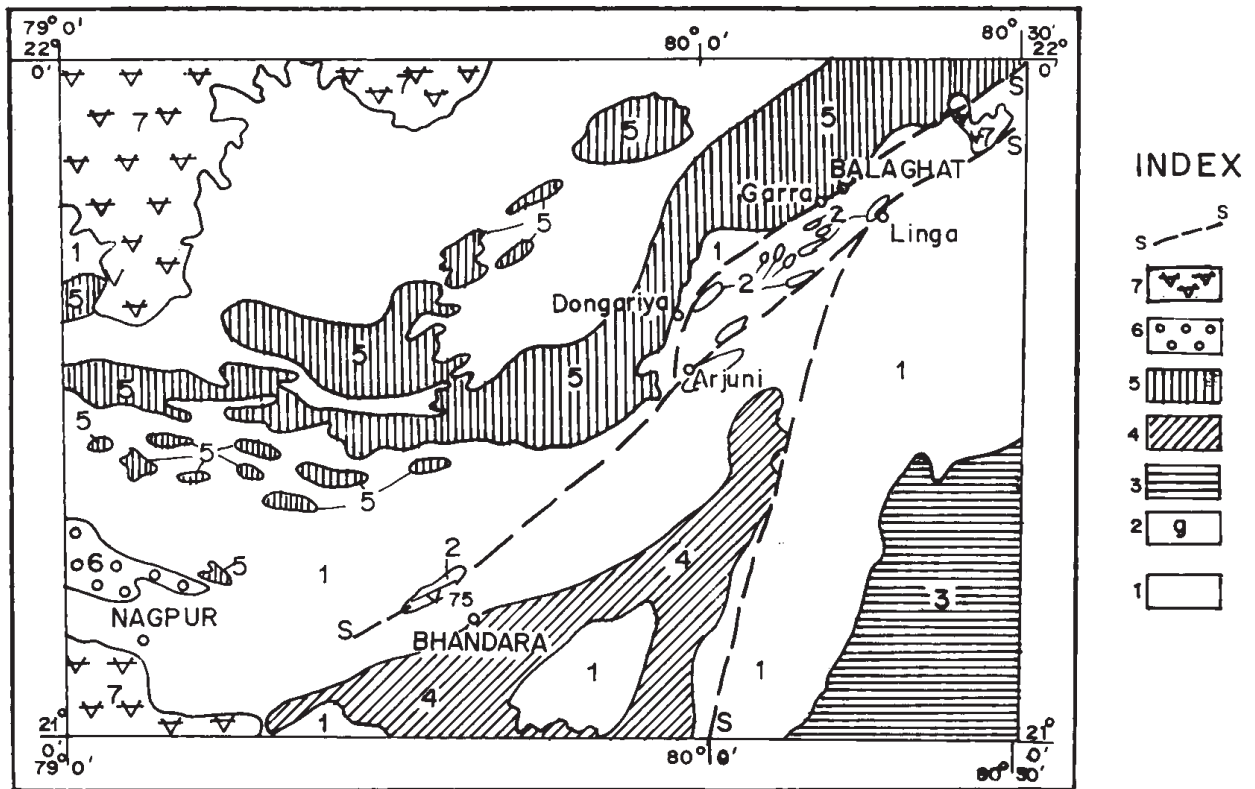 79° 0' 80° 0' 80° 30'
22° 0' 22° 0'
7 7
5 5 S
7 S
INDEX
BALAGHAT
Garra 2
Linga
5 1
1 2
5 Dongariya
5 5
Arjuni 1
5
5 5
5
6 5 1 2 4 3
75
NAGPUR S
BHANDARA
1 1
7 4
1 S
21° 0' 21° 0'
79° 0' 80° 0' 80° 30'
S S
7
6
5
4
3
2 g
1